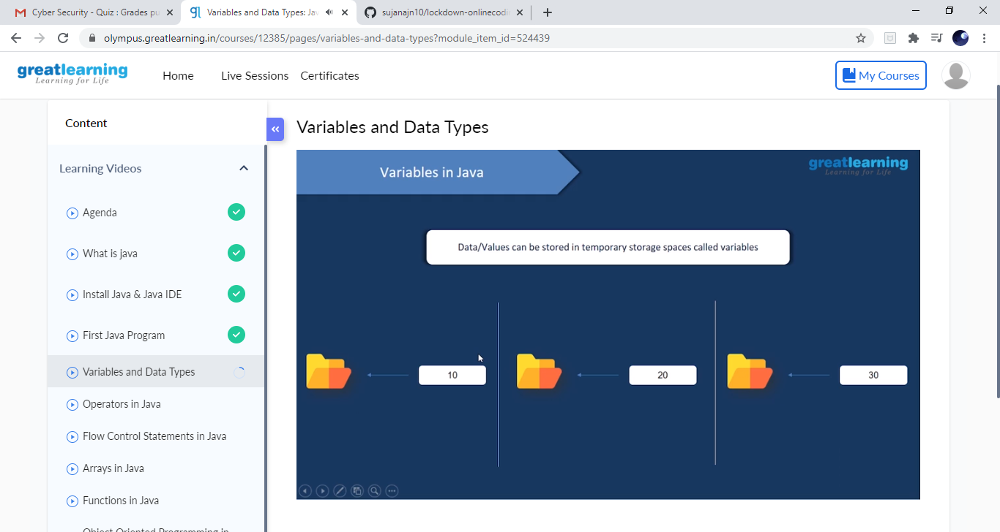 Cyber Security - Quiz : Grades pu
Variables and Data Types: Jav
sujanajn10/lockdown-onlinecodi
olympus.greatlearning.in/courses/12385/pages/variables-and-data-types?module_item_id=524439
greatlearning
Learning for Life
Home
Live Sessions
Certificates
My Courses
Content
Learning Videos
Agenda
What is java
Install Java & Java IDE
First Java Program
Variables and Data Types
Operators in Java
Flow Control Statements in Java
Arrays in Java
Functions in Java
Object Oriented Programming in
Variables and Data Types
Variables in Java
greatlearning
Learning for Life
Data/Values can be stored in temporary storage spaces called variables
10
20
30